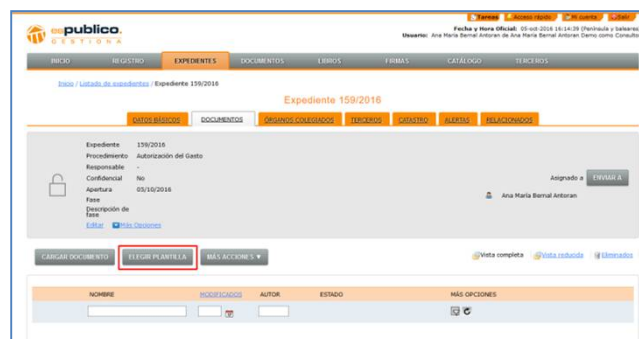 Tareas Acceso rápido Mi cuenta Salir
espublico.
GESTIONA
Fecha y Hora Oficial: 05-oct-2016 16:14:39 (Península y baleares)
Usuario: Ana Maria Bernal Antoran de Ana Maria Bernal Antoran Demo como Consulto
INICIO REGISTRO EXPEDIENTES DOCUMENTOS LIBROS FIRMAS CATÁLOGO TERCEROS
Inicio / Listado de expedientes / Expediente 159/2016
Expediente 159/2016
DATOS BÁSICOS DOCUMENTOS ÓRGANOS COLEGIADOS TERCEROS CATASTRO ALERTAS RELACIONADOS
Expediente 159/2016
Procedimiento Autorización del Gasto
Responsable -
Confidencial No
Apertura 05/10/2016
Fase
Descripción de fase
Editar Más Opciones
Asignado a ENVIAR A
Ana Maria Bernal Antoran
CARGAR DOCUMENTO ELEGIR PLANTILLA MÁS ACCIONES ▼
Vista completa Vista reducida Eliminados
NOMBRE MODIFICADOS AUTOR ESTADO MÁS OPCIONES